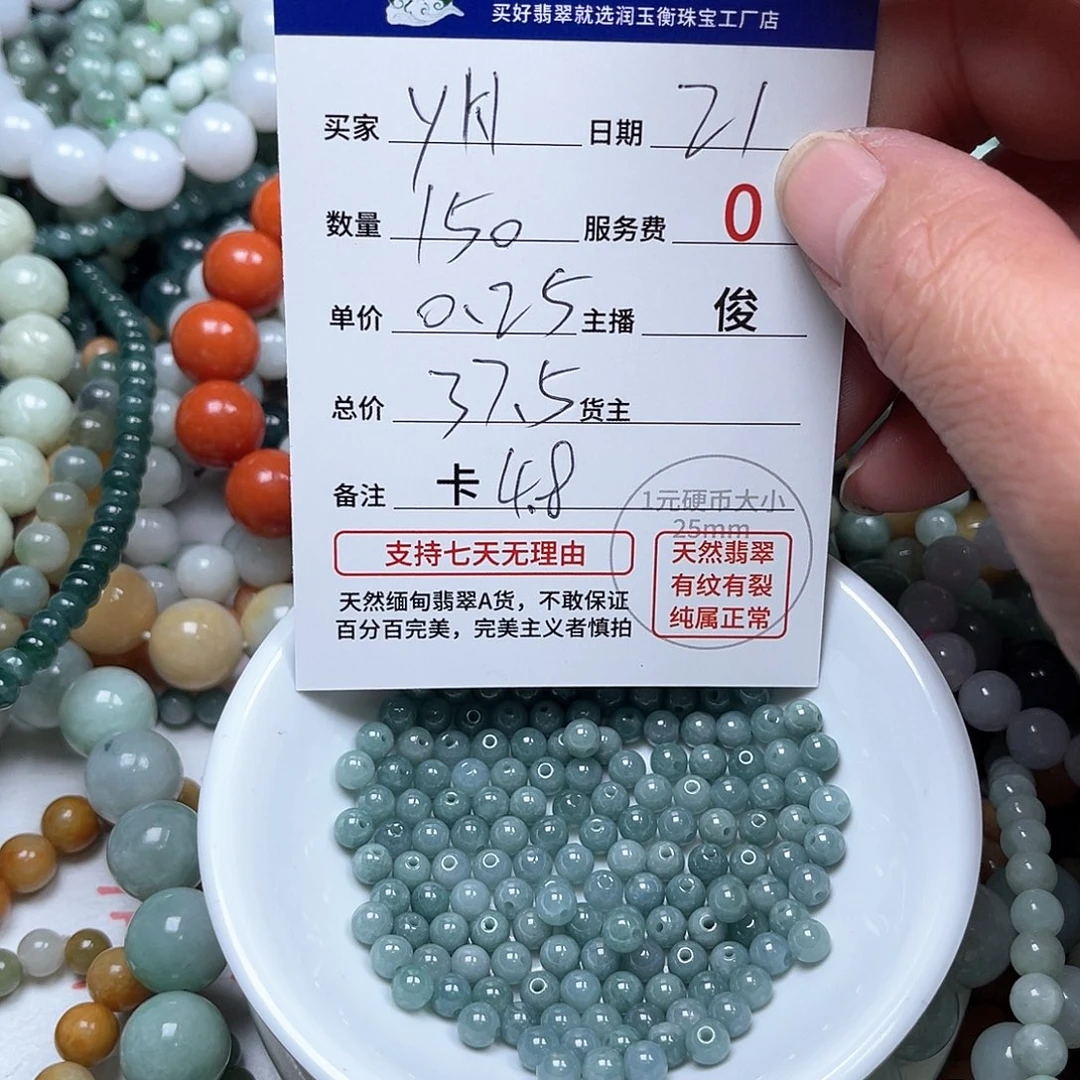 买好翡翠就选润玉衡珠宝工厂店
买家 YKI 日期 21
数量 150 服务费 0
单价 0.25 主播 俊
总价 37.5 货主
备注 卡 4.8
1元硬币大小
25mm
支持七天无理由
天然翡翠
有纹有裂
纯属正常
天然缅甸翡翠A货，不敢保证
百分百完美，完美主义者慎拍